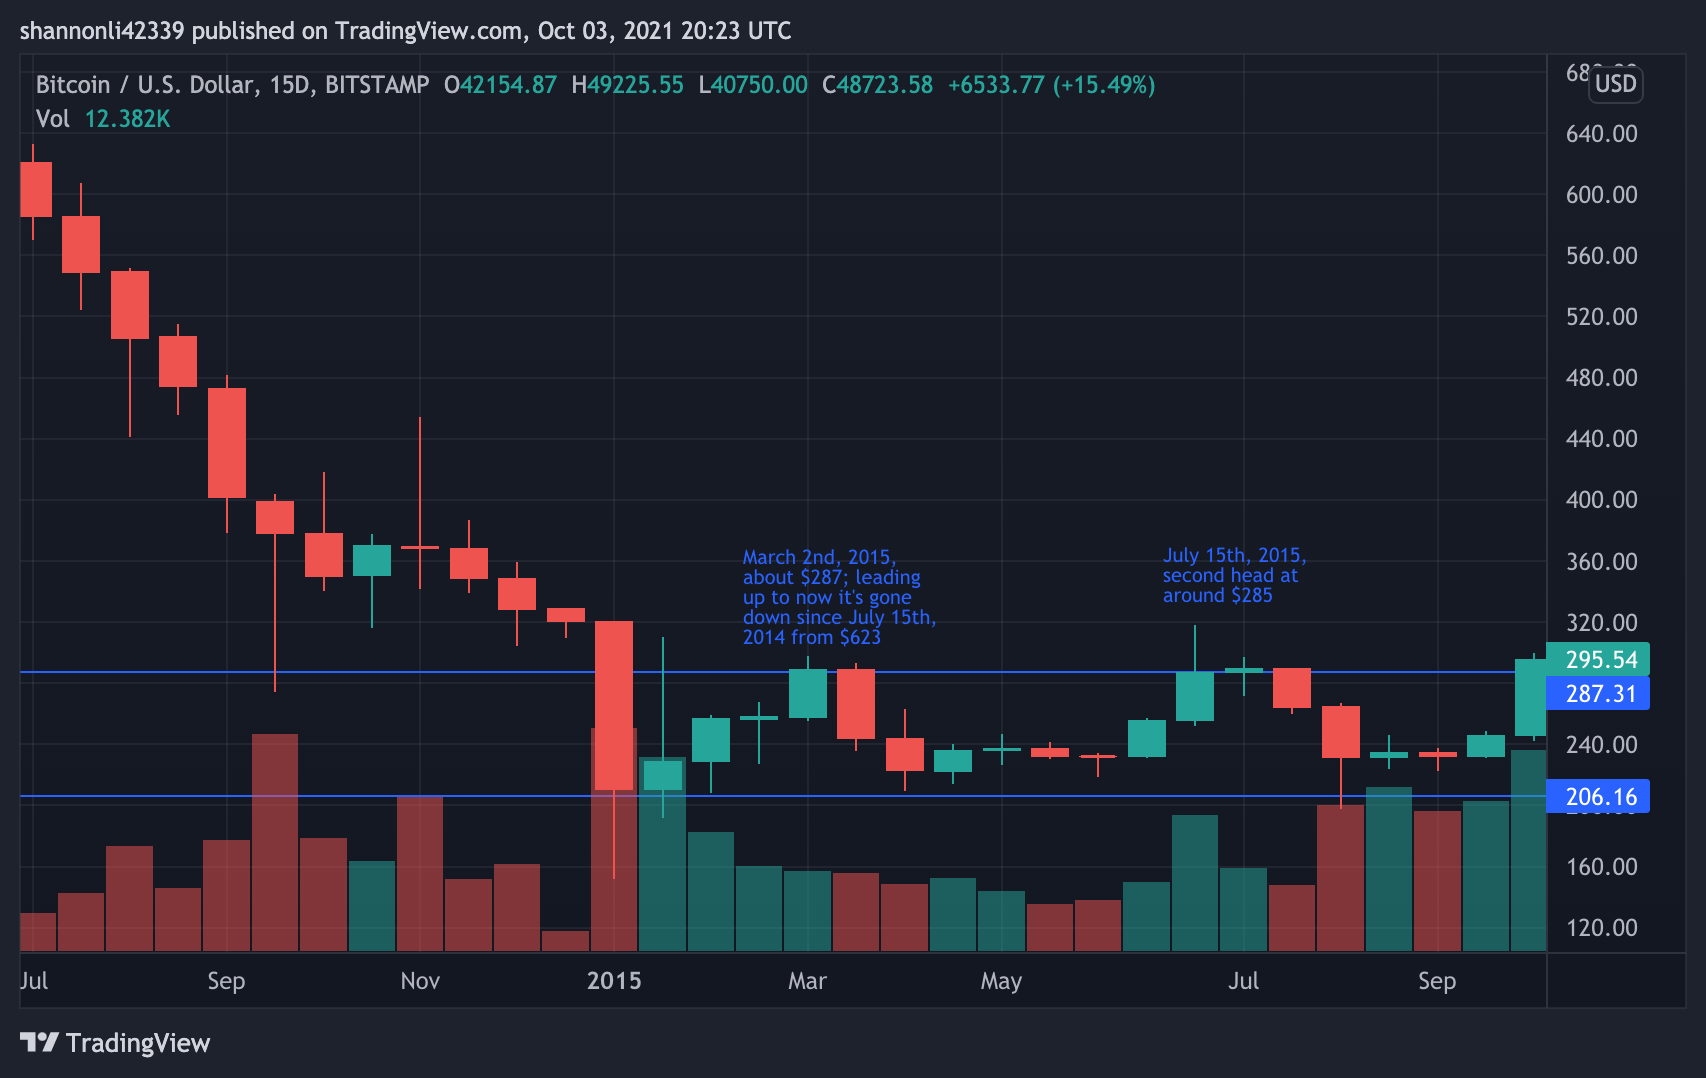 shannonli42339 published on TradingView.com, Oct 03, 2021 20:23 UTC
Bitcoin / U.S. Dollar, 15D, BITSTAMP O42154.87 H49225.55 L40750.00 C48723.58 +6533.77 (+15.49%)
Vol 12.382K
USD
640.00
600.00
560.00
520.00
480.00
440.00
400.00
360.00
320.00
295.54
287.31
240.00
206.16
160.00
120.00
March 2nd, 2015,
about $287; leading
up to now it's gone
down since July 15th,
2014 from $623
July 15th, 2015,
second head at
around $285
Jul Sep Nov 2015 Mar May Jul Sep
TradingView